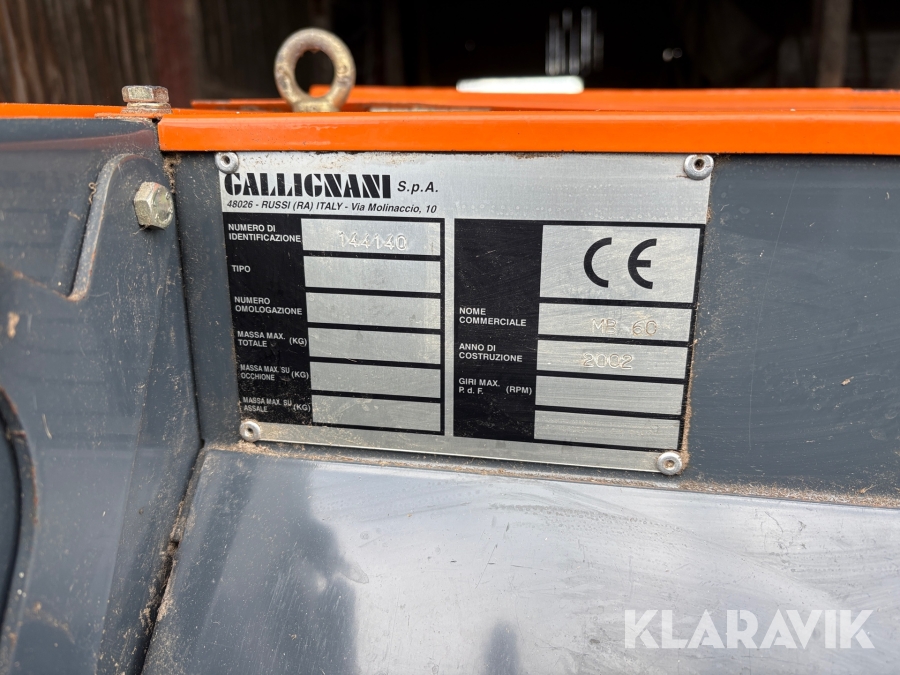 GALLIGNANI S.p.A.
48026 - RUSSI (RA) ITALY - Via Molinaccio, 10
NUMERO DI
IDENTIFICAZIONE
144140
TIPO
NUMERO
OMOLOGAZIONE
MASSA MAX.
TOTALE (KG)
MASSA MAX. SU
OCCHIONE (KG)
MASSA MAX. SU
ASSALE (KG)
CE
NOME
COMMERCIALE
MB 6C
ANNO DI
COSTRUZIONE
2002
GIRI MAX.
P. d. F. (RPM)
KLARAVIK